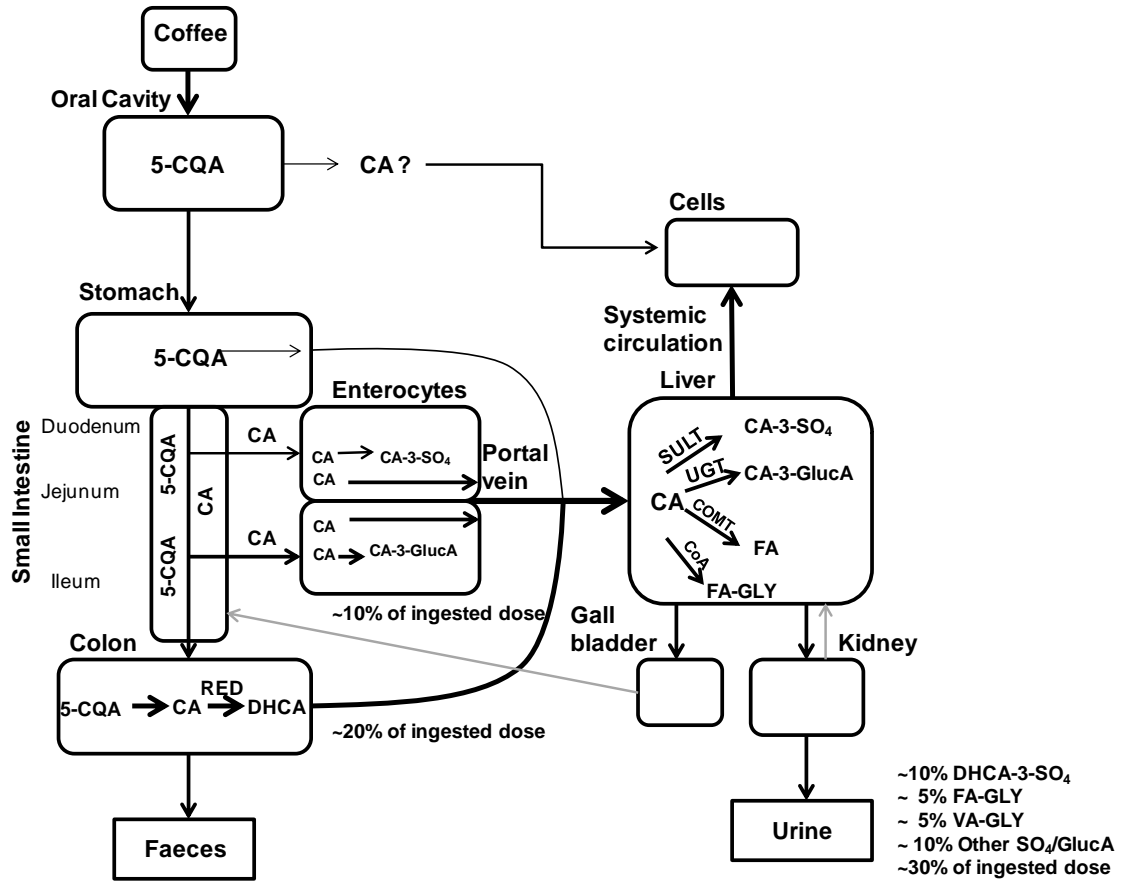 Coffee
Oral Cavity
5-CQA
CA ?
Cells
Stomach
5-CQA
Systemic
circulation
Liver
Enterocytes
Small Intestine
Duodenum
Jejunum
Ileum
5-CQA
5-CQA
CA
CA
CA
CA
CA-3-SO₄
CA
CA
CA
CA-3-GlucA
Portal
vein
SULT
CA-3-SO₄
UGT
CA-3-GlucA
CA
COMT
FA
CoA
FA-GLY
~10% of ingested dose
Gall
bladder
Kidney
Colon
5-CQA
CA
RED
DHCA
~20% of ingested dose
Faeces
Urine
~10% DHCA-3-SO₄
~ 5% FA-GLY
~ 5% VA-GLY
~ 10% Other SO₄/GlucA
~30% of ingested dose